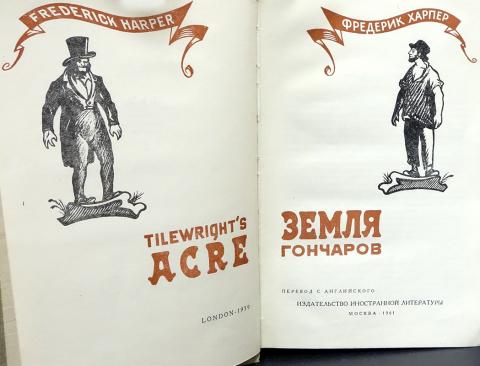 FREDERICK HARPER
TILEWRIGHT'S
ACRE
LONDON-1959
ФРЕДЕРИК ХАРПЕР
ЗЕМЛЯ
ГОНЧАРОВ
ПЕРЕВОД С АНГЛИЙСКОГО
ИЗДАТЕЛЬСТВО ИНОСТРАННОЙ ЛИТЕРАТУРЫ
МОСКВА - 1961